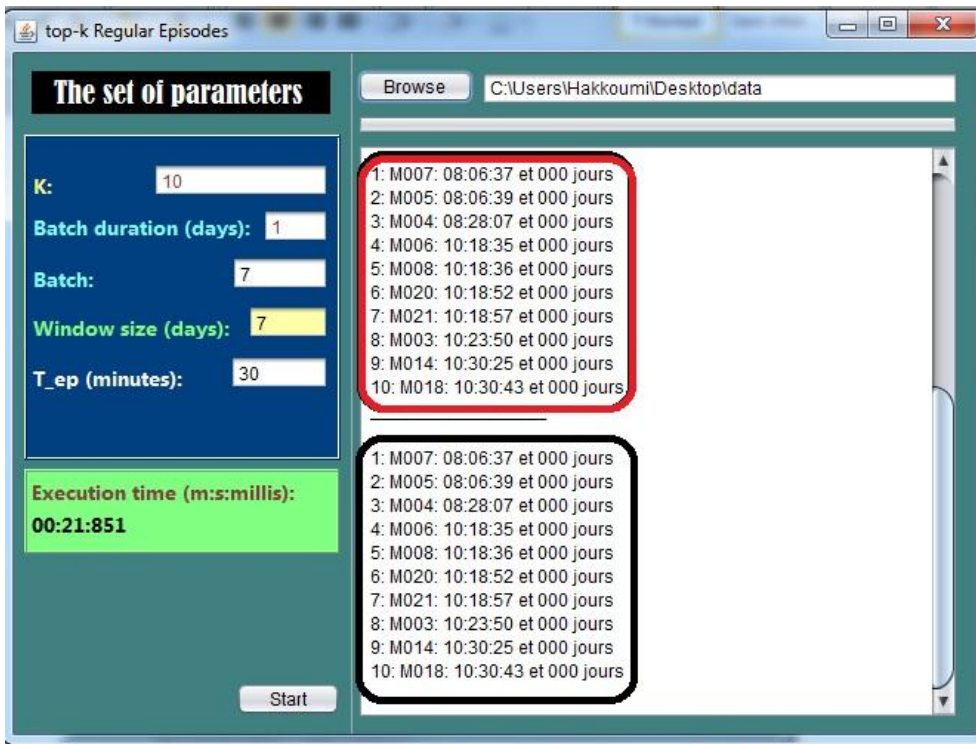 top-k Regular Episodes
The set of parameters
K: 10
Batch duration (days): 1
Batch: 7
Window size (days): 7
T_ep (minutes): 30
Execution time (m:s:millis):
00:21:851
Start
Browse C:\Users\Hakkoumi\Desktop\data
1: M007: 08:06:37 et 000 jours
2: M005: 08:06:39 et 000 jours
3: M004: 08:28:07 et 000 jours
4: M006: 10:18:35 et 000 jours
5: M008: 10:18:36 et 000 jours
6: M020: 10:18:52 et 000 jours
7: M021: 10:18:57 et 000 jours
8: M003: 10:23:50 et 000 jours
9: M014: 10:30:25 et 000 jours
10: M018: 10:30:43 et 000 jours
1: M007: 08:06:37 et 000 jours
2: M005: 08:06:39 et 000 jours
3: M004: 08:28:07 et 000 jours
4: M006: 10:18:35 et 000 jours
5: M008: 10:18:36 et 000 jours
6: M020: 10:18:52 et 000 jours
7: M021: 10:18:57 et 000 jours
8: M003: 10:23:50 et 000 jours
9: M014: 10:30:25 et 000 jours
10: M018: 10:30:43 et 000 jours